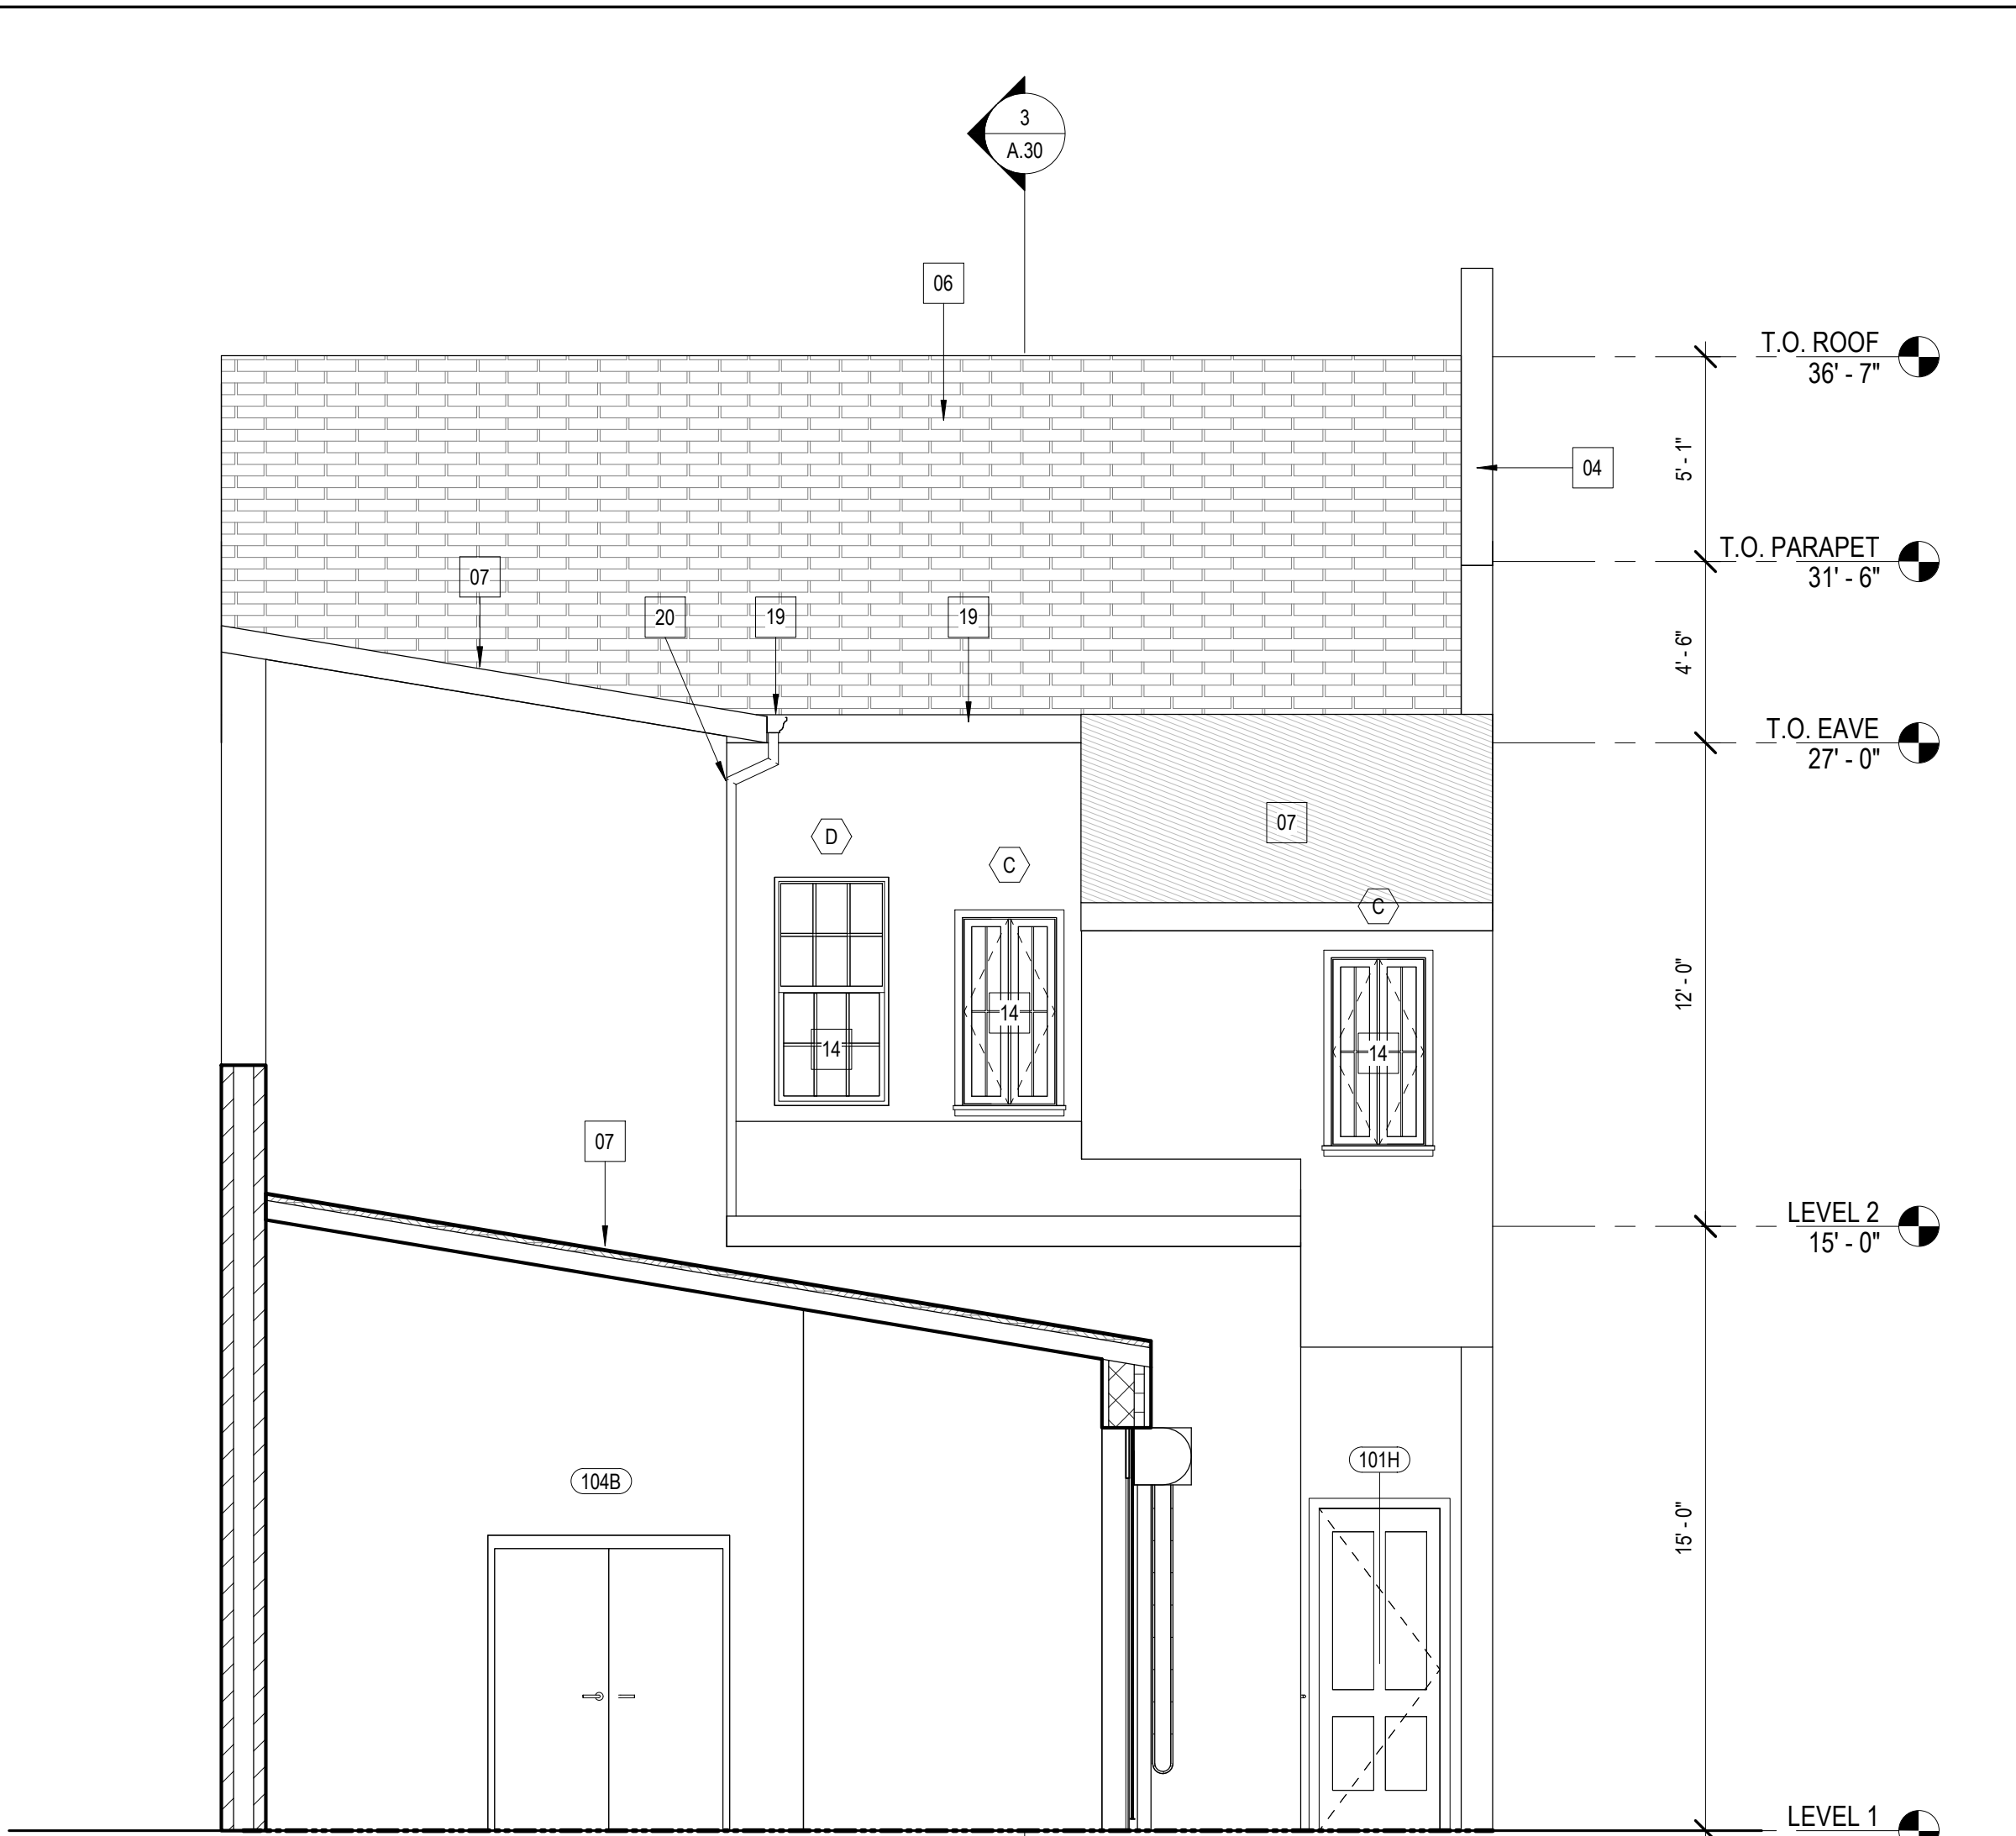 3
A.30
06
T.O. ROOF
36' - 7"
5' - 1"
04
T.O. PARAPET
31' - 6"
07
20
19
19
4' - 6"
T.O. EAVE
27' - 0"
07
D
C
C
14
14
14
12' - 0"
07
LEVEL 2
15' - 0"
104B
101H
15' - 0"
LEVEL 1